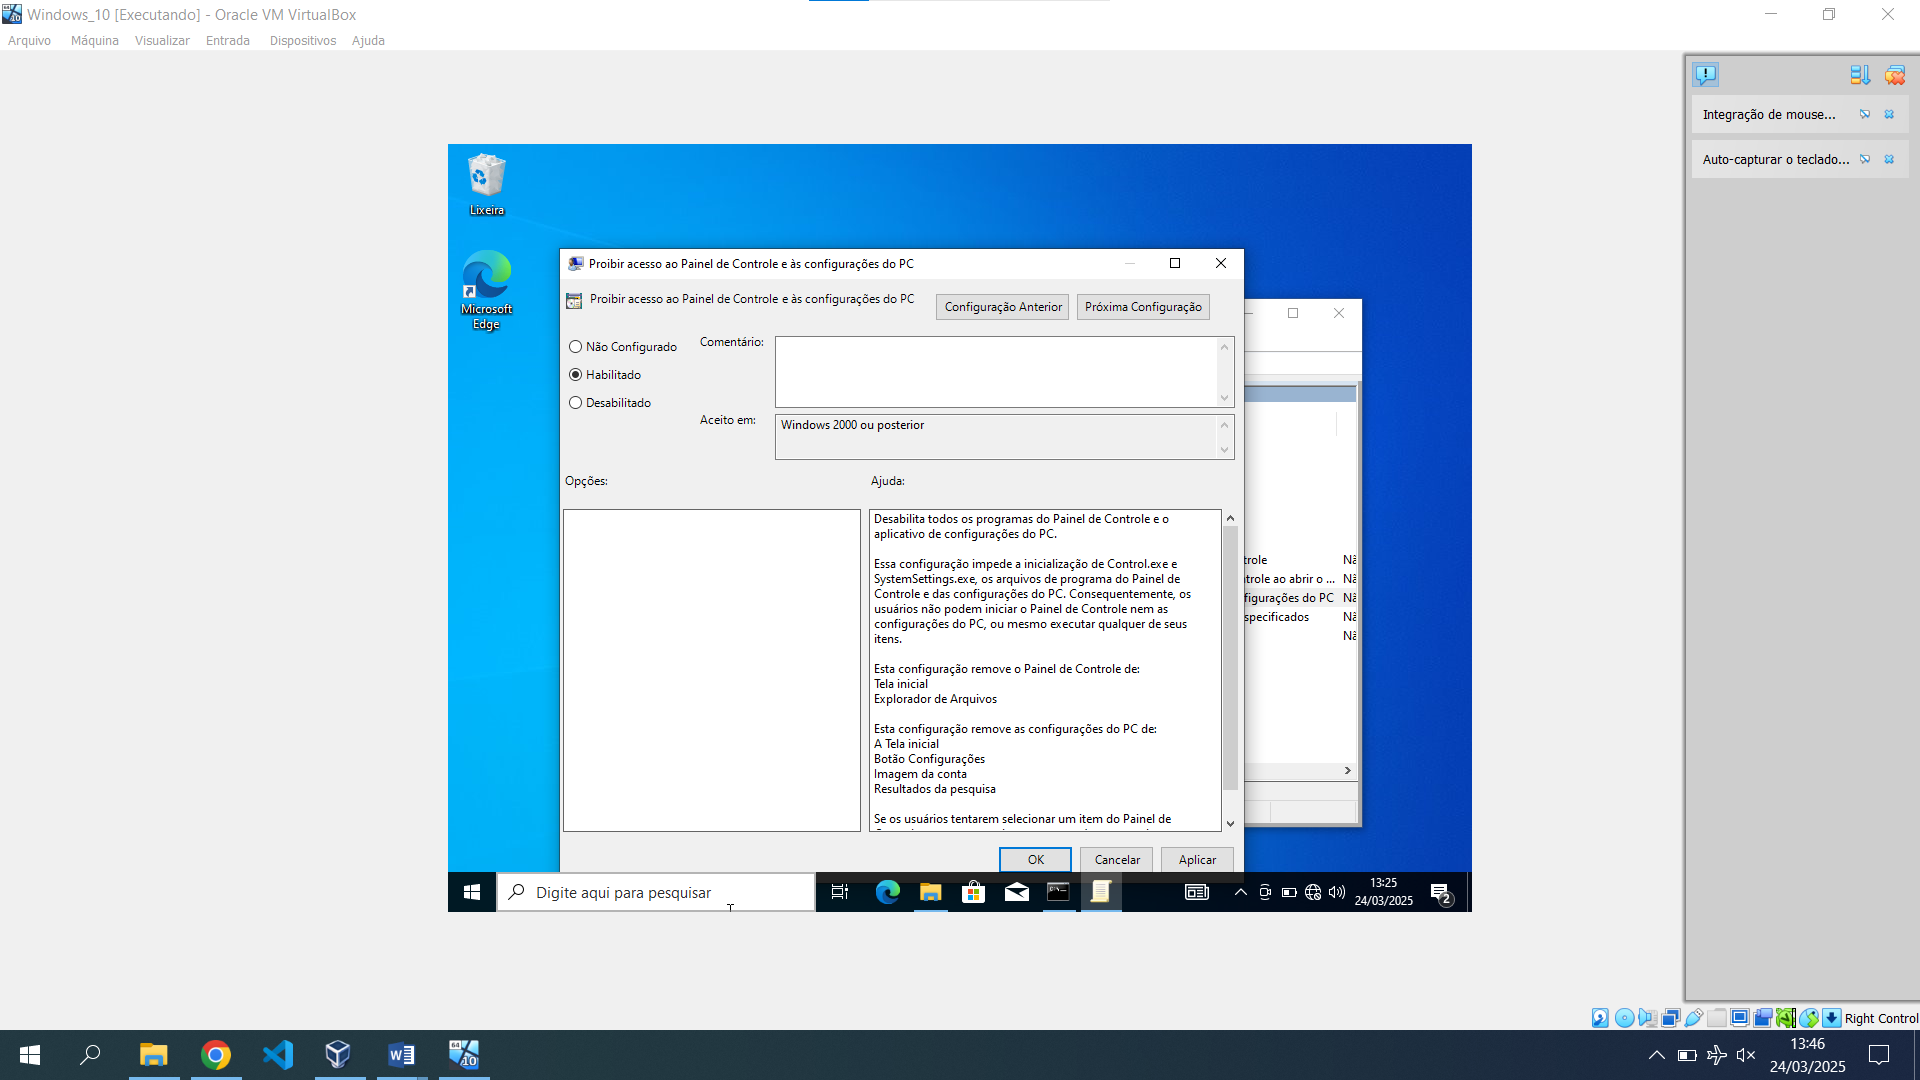 Windows_10 [Executando] - Oracle VM VirtualBox
Arquivo Máquina Visualizar Entrada Dispositivos Ajuda
Integração de mouse...
Auto-capturar o teclado...
Lixeira
Microsoft
Edge
Proibir acesso ao Painel de Controle e às configurações do PC
Proibir acesso ao Painel de Controle e às configurações do PC
Configuração Anterior
Próxima Configuração
Não Configurado
Habilitado
Desabilitado
Comentário:
Aceito em:
Windows 2000 ou posterior
Opções:
Ajuda:
Desabilita todos os programas do Painel de Controle e o
aplicativo de configurações do PC.
Essa configuração impede a inicialização de Control.exe e
SystemSettings.exe, os arquivos de programa do Painel de
Controle e das configurações do PC. Consequentemente, os
usuários não podem iniciar o Painel de Controle nem as
configurações do PC, ou mesmo executar qualquer de seus
itens.
Esta configuração remove o Painel de Controle de:
Tela inicial
Explorador de Arquivos
Esta configuração remove as configurações do PC de:
A Tela inicial
Botão Configurações
Imagem da conta
Resultados da pesquisa
Se os usuários tentarem selecionar um item do Painel de
trole Nã
trole ao abrir o ... Nã
figurações do PC Nã
specificados Nã
Nã
OK
Cancelar
Aplicar
Digite aqui para pesquisar
13:25
24/03/2025
2
Right Control
13:46
24/03/2025